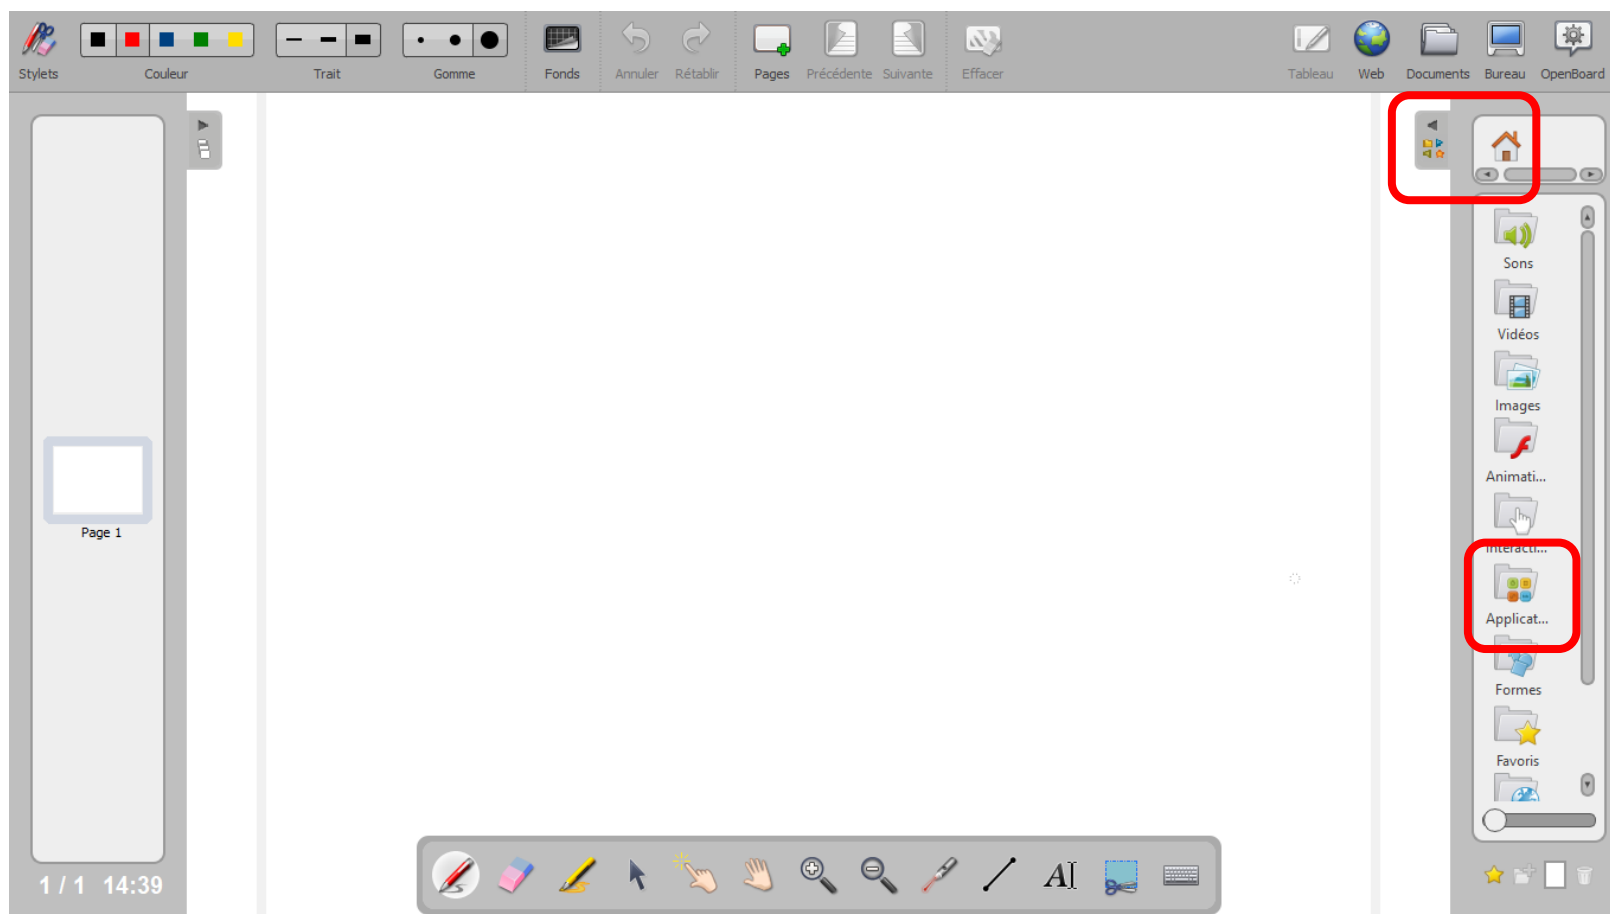 Stylets Couleur Trait Gomme Fonds Annuler Rétablir Pages Précédente Suivante Effacer Tableau Web Documents Bureau OpenBoard
Page 1
1 / 1 14:39
Sons
Vidéos
Images
Animati...
Interacti...
Applicat...
Formes
Favoris
AI